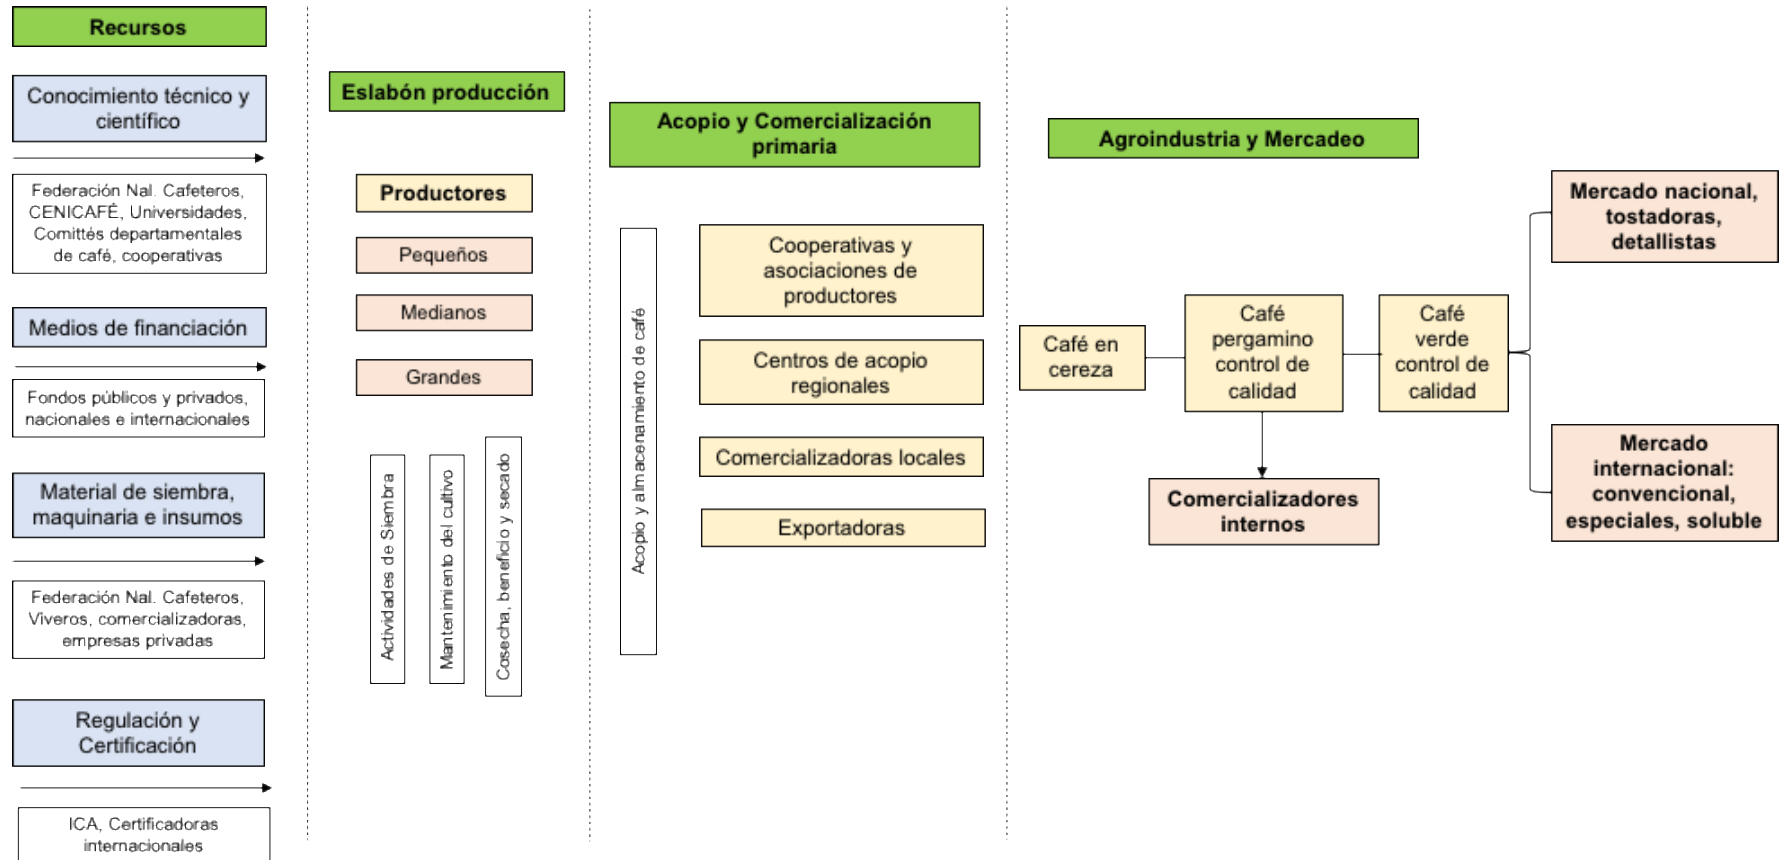 Recursos
Conocimiento técnico y
científico
Federación Nal. Cafeteros,
CENICAFÉ, Universidades,
Comittés departamentales
de café, cooperativas
Medios de financiación
Fondos públicos y privados,
nacionales e internacionales
Material de siembra,
maquinaria e insumos
Federación Nal. Cafeteros,
Viveros, comercializadoras,
empresas privadas
Regulación y
Certificación
ICA, Certificadoras
internacionales
Eslabón producción
Productores
Pequeños
Medianos
Grandes
Actividades de Siembra
Mantenimiento del cultivo
Cosecha, beneficio y secado
Acopio y Comercialización
primaria
Acopio y almacenamiento de café
Cooperativas y
asociaciones de
productores
Centros de acopio
regionales
Comercializadoras locales
Exportadoras
Agroindustria y Mercadeo
Café en
cereza
Café
pergamino
control de
calidad
Comercializadores
internos
Café
verde
control de
calidad
Mercado nacional,
tostadoras,
detallistas
Mercado
internacional:
convencional,
especiales, soluble